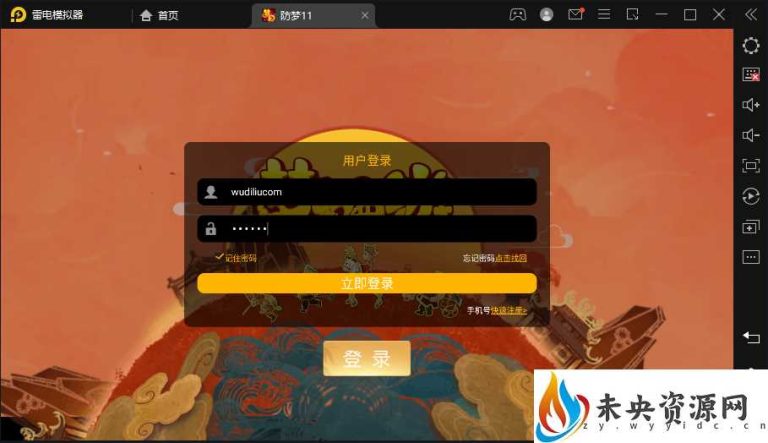 雷电模拟器
首页
防梦11
用户登录
wudiliucom
••••••
记住密码
忘记密码点击找回
立即登录
手机号快速注册>
登录
未央资源网
zy.wyyidc.cn